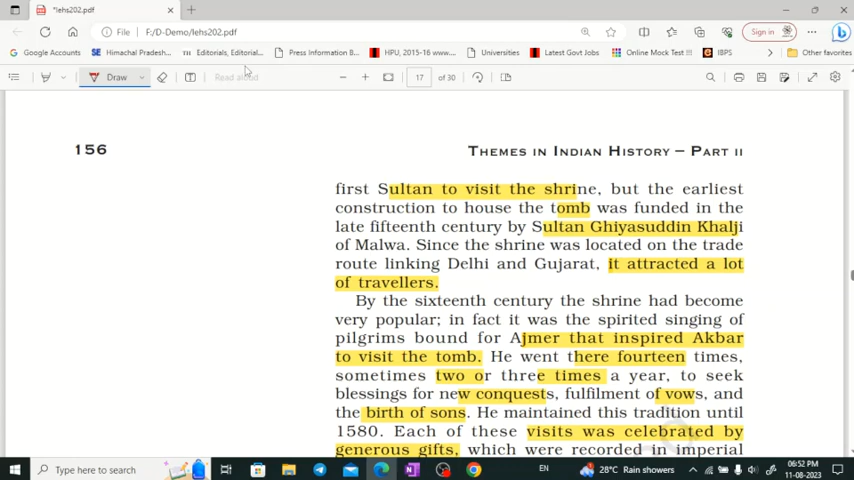 *lehs202.pdf
File F:/D-Demo/lehs202.pdf Sign in
Google Accounts Himachal Pradesh... Editorials, Editorial... Press Information B... HPU, 2015-16 www.... Universities Latest Govt Jobs Online Mock Test !!! IBPS Other favorites
Draw Read aloud 17 of 30
156 THEMES IN INDIAN HISTORY – PART II
first Sultan to visit the shrine, but the earliest
construction to house the tomb was funded in the
late fifteenth century by Sultan Ghiyasuddin Khalji
of Malwa. Since the shrine was located on the trade
route linking Delhi and Gujarat, it attracted a lot
of travellers.
By the sixteenth century the shrine had become
very popular; in fact it was the spirited singing of
pilgrims bound for Ajmer that inspired Akbar
to visit the tomb. He went there fourteen times,
sometimes two or three times a year, to seek
blessings for new conquests, fulfilment of vows, and
the birth of sons. He maintained this tradition until
1580. Each of these visits was celebrated by
generous gifts, which were recorded in imperial
Type here to search 28°C Rain showers EN 06:52 PM
11-08-2023